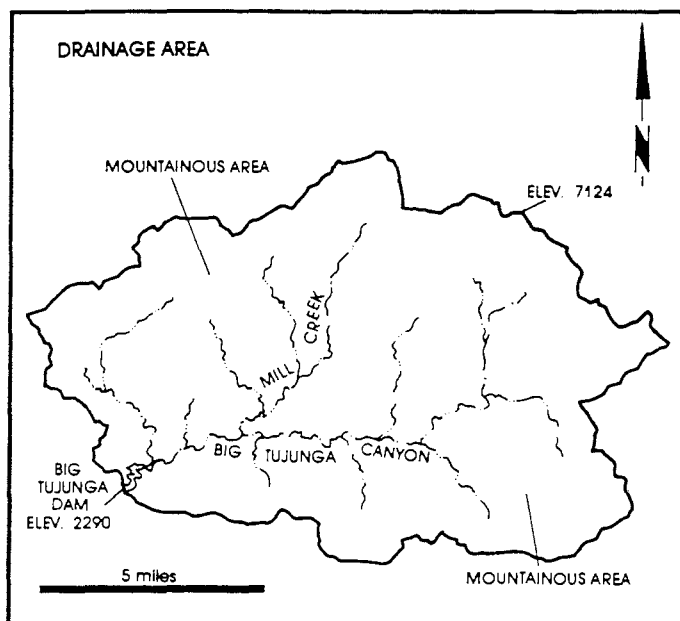 DRAINAGE AREA
N
MOUNTAINOUS AREA
ELEV. 7124
MILL CREEK
BIG TUJUNGA CANYON
BIG
TUJUNGA
DAM
ELEV. 2290
5 miles
MOUNTAINOUS AREA